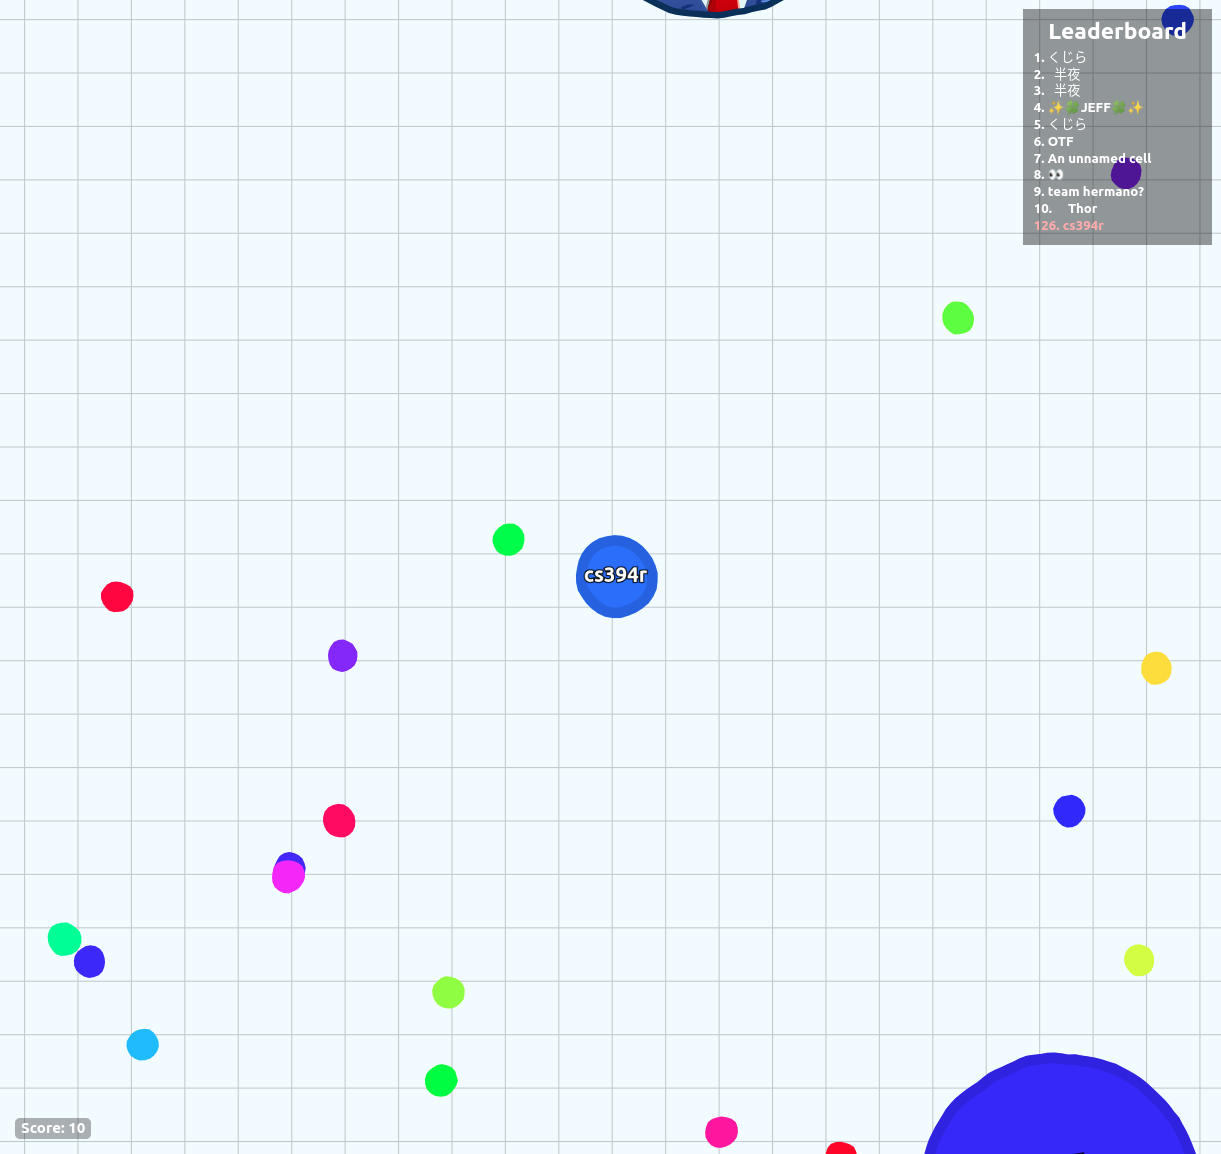 Leaderboard
1. くじら
2. 半夜
3. 半夜
4. ✨🍀JEFF🍀✨
5. くじら
6. OTF
7. An unnamed cell
8. 👀
9. team hermano?
10. Thor
126. cs394r
cs394r
Score: 10